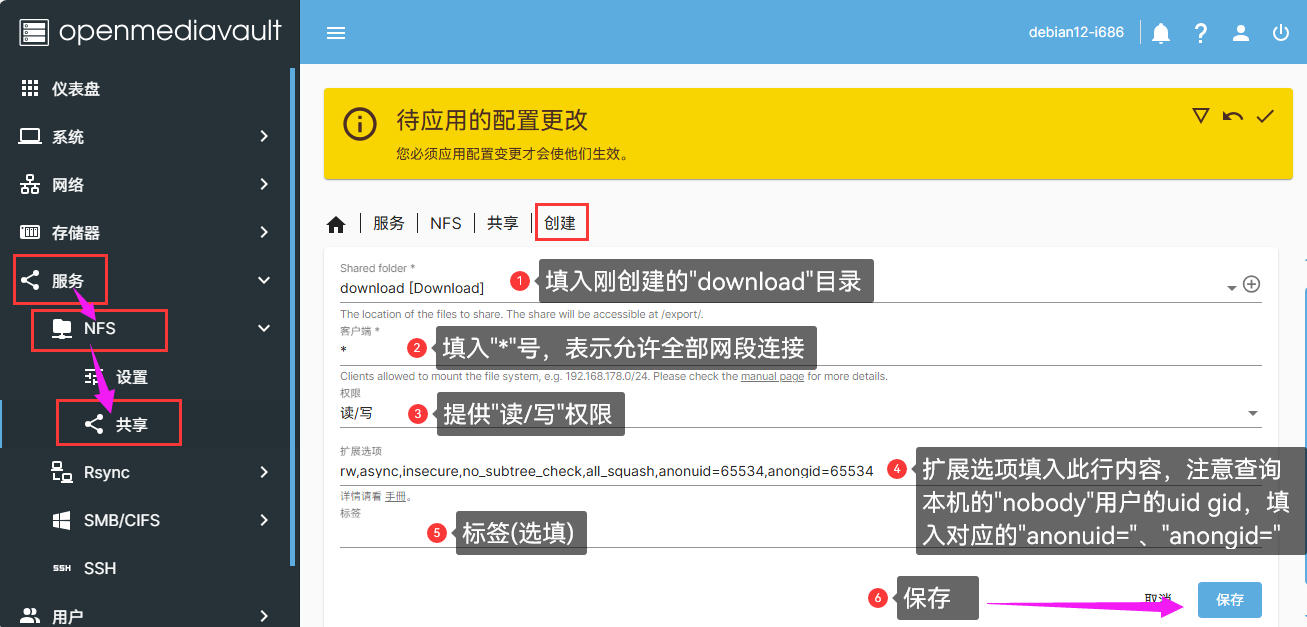 openmediavault
debian12-i686
仪表盘
系统
网络
存储器
服务
NFS
设置
共享
Rsync
SMB/CIFS
SSH
SSH
用户
待应用的配置更改
您必须应用配置变更才会使他们生效。
服务 NFS 共享 创建
Shared folder *
download [Download]
1 填入刚创建的"download"目录
The location of the files to share. The share will be accessible at /export/.
客户端 *
*
2 填入"*"号，表示允许全部网段连接
Clients allowed to mount the file system, e.g. 192.168.178.0/24. Please check the manual page for more details.
权限
读/写
3 提供"读/写"权限
扩展选项
rw,async,insecure,no_subtree_check,all_squash,anonuid=65534,anongid=65534
4 扩展选项填入此行内容，注意查询
本机的"nobody"用户的uid gid，填
入对应的"anonuid="、"anongid="
详情请看 手册。
标签
5 标签(选填)
6 保存
取消
保存